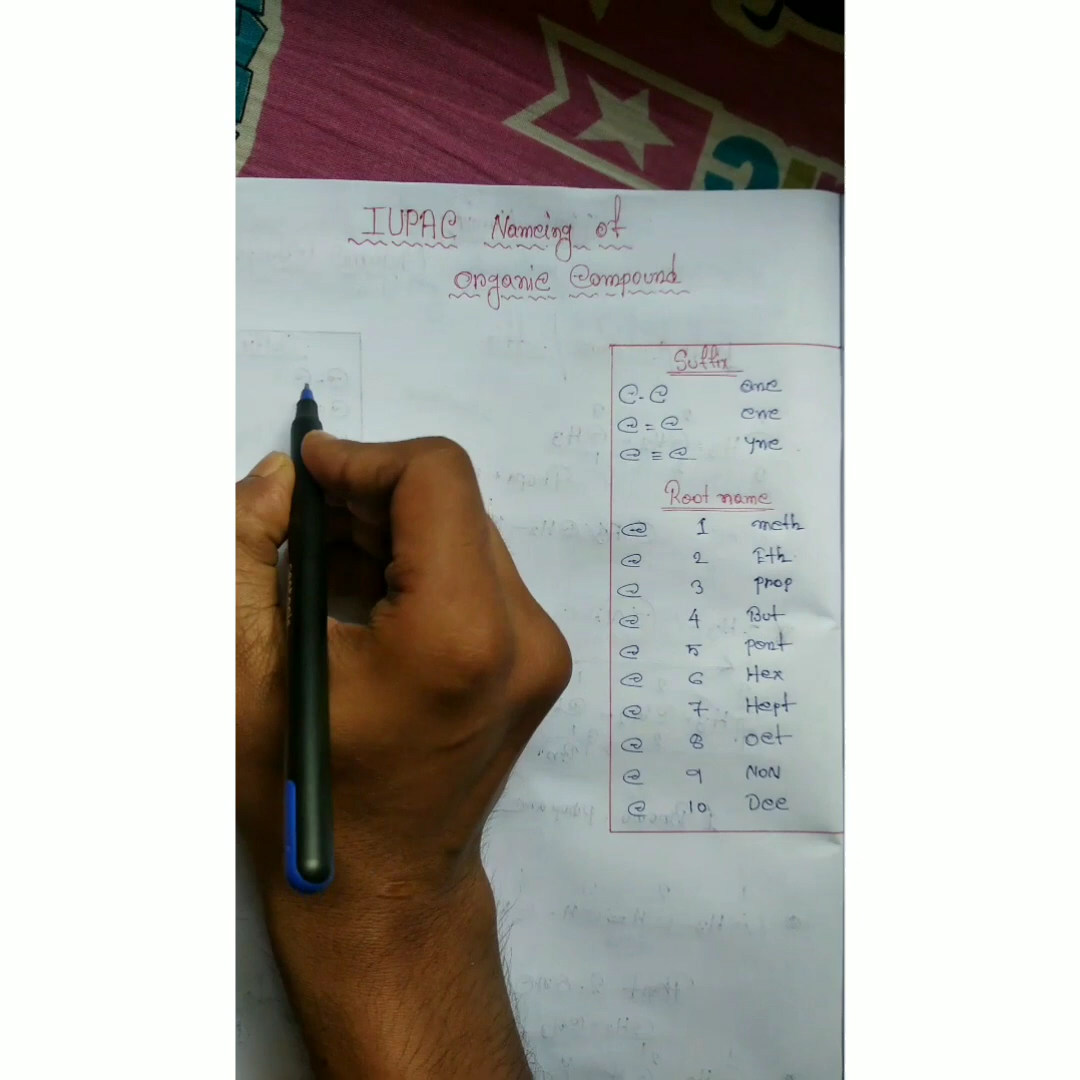 IUPAC Nameing of
Organic Compound
Suffix
C-C ane
C=C ene
C≡C yne
Root name
C 1 meth
C 2 Eth
C 3 prop
C 4 But
C 5 pent
C 6 Hex
C 7 Hept
C 8 oct
C 9 NON
C 10 Dec